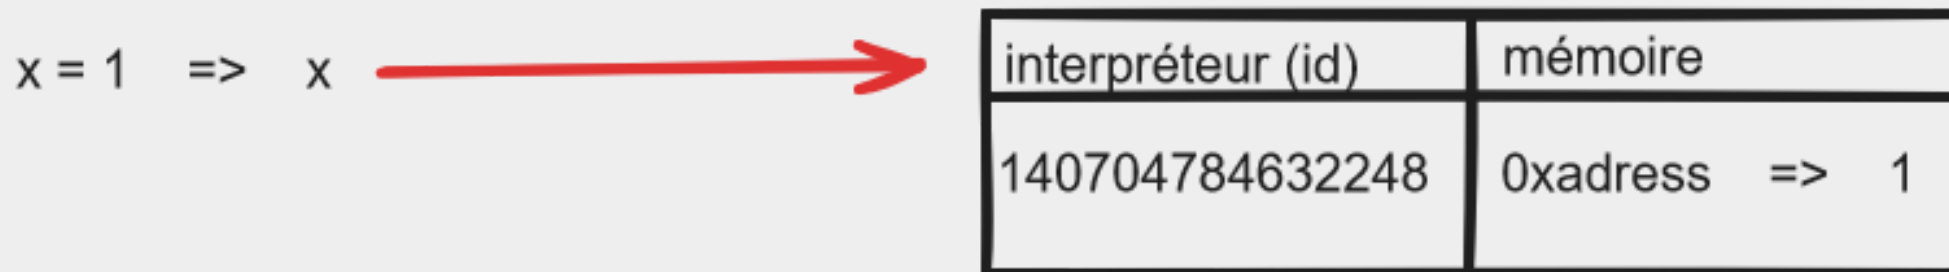 x = 1 => x
interpréteur (id) mémoire
140704784632248 0xadress => 1